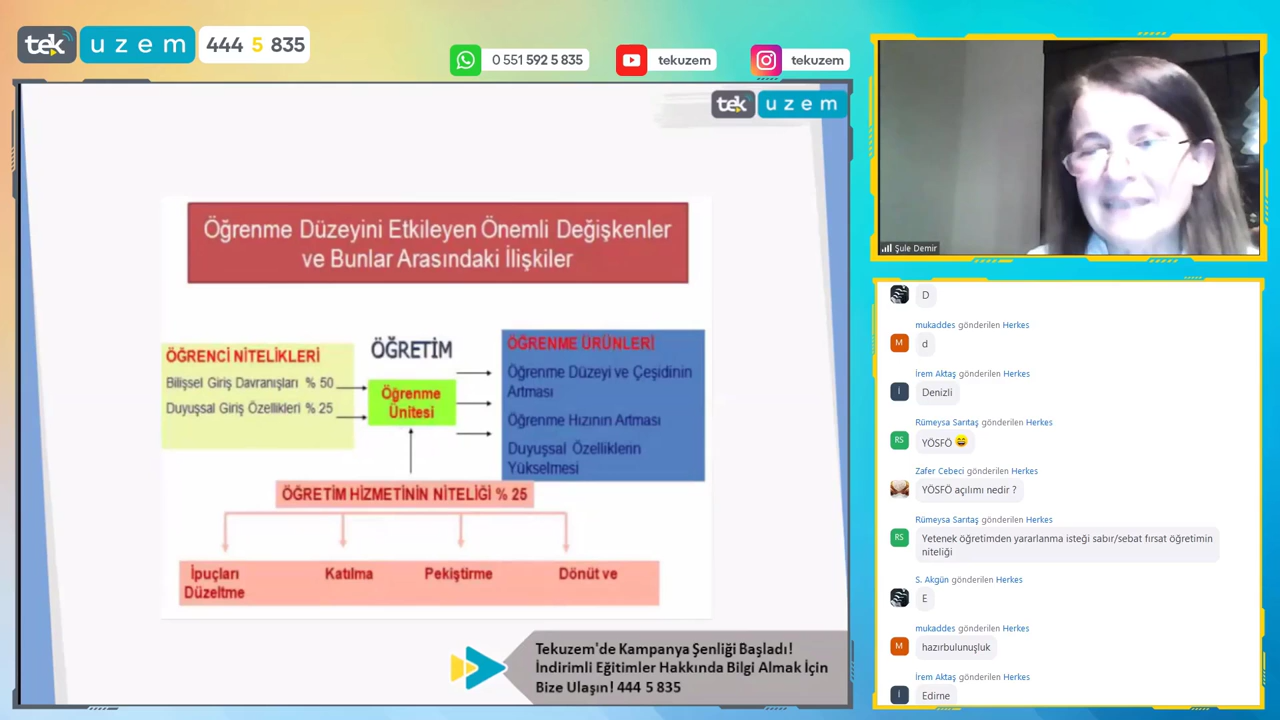 tek uzem 444 5 835
0 551 592 5 835
tekuzem
tekuzem
tek uzem
Öğrenme Düzeyini Etkileyen Önemli Değişkenler
ve Bunlar Arasındaki İlişkiler
ÖĞRENCİ NİTELİKLERİ
Bilişsel Giriş Davranışları % 50
Duyuşsal Giriş Özellikleri % 25
ÖĞRETİM
Öğrenme
Ünitesi
ÖĞRENME ÜRÜNLERİ
Öğrenme Düzeyi ve Çeşidinin
Artması
Öğrenme Hızının Artması
Duyuşsal Özelliklerın
Yükselmesi
ÖĞRETİM HİZMETİNİN NİTELİĞİ % 25
İpuçları Katılma Pekiştirme Dönüt ve
Düzeltme
Tekuzem'de Kampanya Şenliği Başladı!
İndirimli Eğitimler Hakkında Bilgi Almak İçin
Bize Ulaşın! 444 5 835
Şule Demir
D
mukaddes gönderilen Herkes
M d
İrem Aktaş gönderilen Herkes
İ Denizli
Rümeysa Sarıtaş gönderilen Herkes
RS YÖSFÖ 😄
Zafer Cebeci gönderilen Herkes
YÖSFÖ açılımı nedir ?
Rümeysa Sarıtaş gönderilen Herkes
RS Yetenek öğretimden yararlanma isteği sabır/sebat fırsat öğretimin
niteliği
S. Akgün gönderilen Herkes
E
mukaddes gönderilen Herkes
M hazırbulunuşluk
İrem Aktaş gönderilen Herkes
İ Edirne